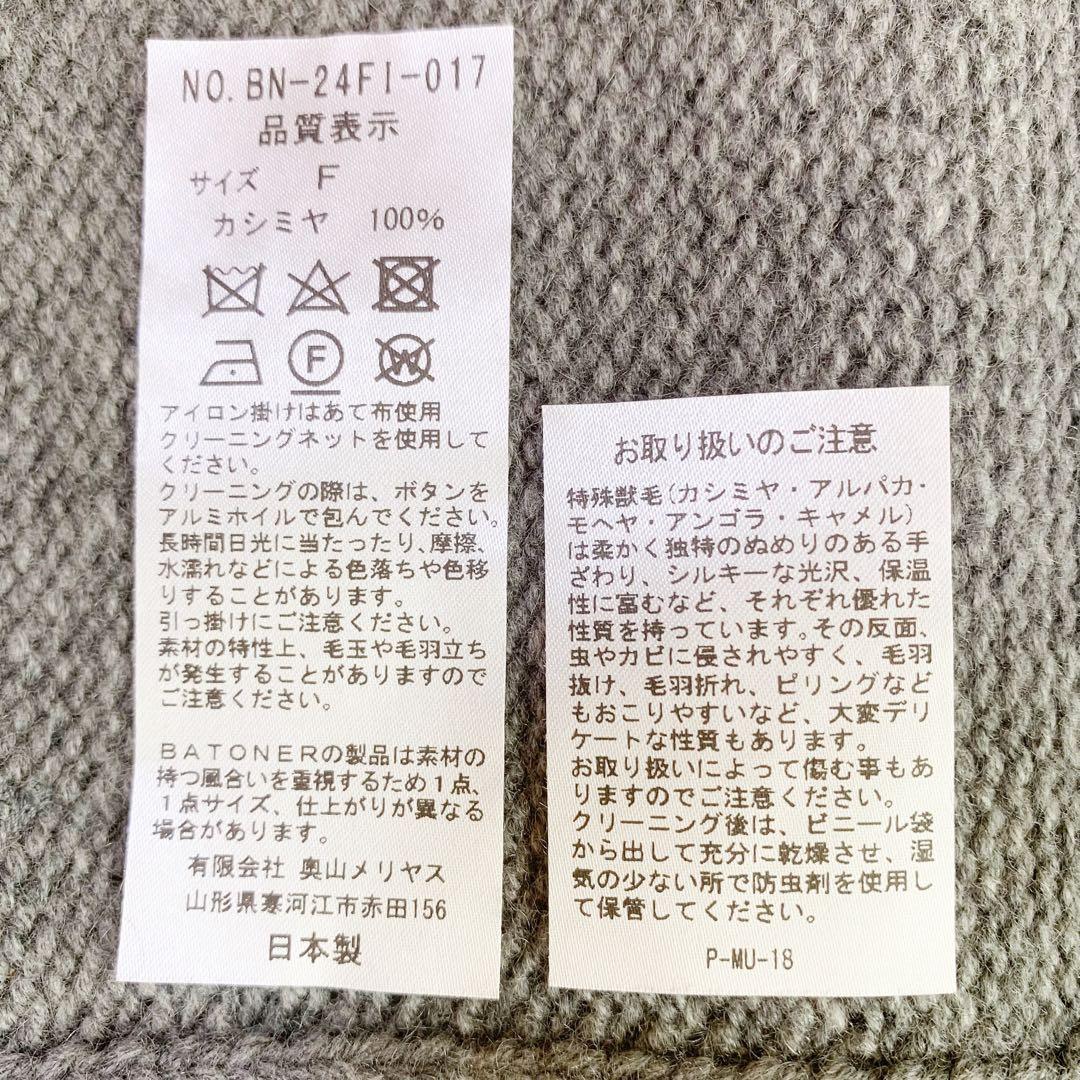 NO.BN-24FI-017
品質表示
サイズ F
カシミヤ 100%
F
W
アイロン掛けはあて布使用
クリーニングネットを使用して
ください。
クリーニングの際は、ボタンを
アルミホイルで包んでください。
長時間日光に当たったり、摩擦、
水濡れなどによる色落ちや色移
りすることがあります。
引っ掛けにご注意ください。
素材の特性上、毛玉や毛羽立ち
が発生することがありますので
ご注意ください。
BATONERの製品は素材の
持つ風合いを重視するため1点、
1点サイズ、仕上がりが異なる
場合があります。
有限会社 奥山メリヤス
山形県寒河江市赤田156
日本製
お取り扱いのご注意
特殊獣毛(カシミヤ・アルパカ・
モヘヤ・アンゴラ・キャメル)
は柔かく独特のぬめりのある手
ざわり、シルキーな光沢、保温
性に富むなど、それぞれ優れた
性質を持っています。その反面、
虫やカビに侵されやすく、毛羽
抜け、毛羽折れ、ピリングなど
もおこりやすいなど、大変デリ
ケートな性質もあります。
お取り扱いによって傷む事もあ
りますのでご注意ください。
クリーニング後は、ビニール袋
から出して充分に乾燥させ、湿
気の少ない所で防虫剤を使用し
て保管してください。
P-MU-18